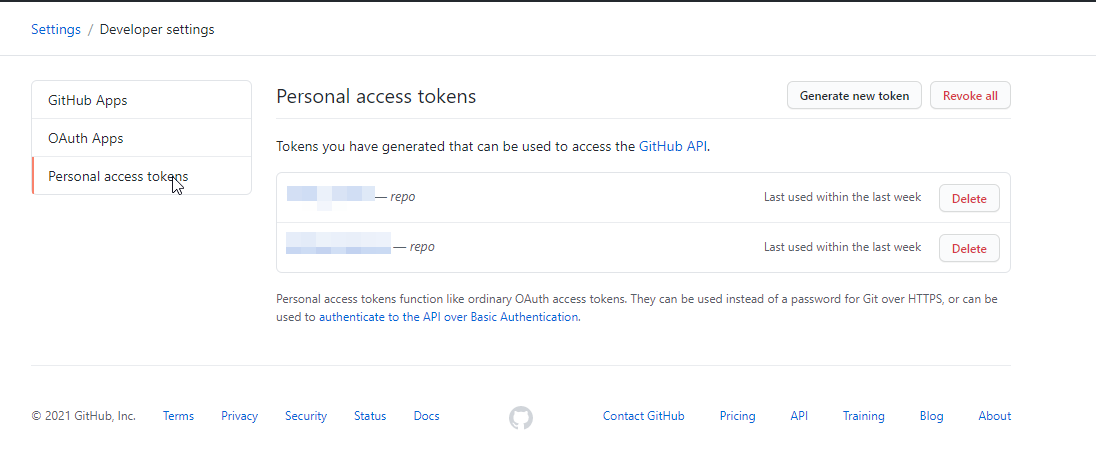 Settings / Developer settings
GitHub Apps
OAuth Apps
Personal access tokens
Personal access tokens
Generate new token
Revoke all
Tokens you have generated that can be used to access the GitHub API.
— repo
Last used within the last week
Delete
— repo
Last used within the last week
Delete
Personal access tokens function like ordinary OAuth access tokens. They can be used instead of a password for Git over HTTPS, or can be
used to authenticate to the API over Basic Authentication.
© 2021 GitHub, Inc. Terms Privacy Security Status Docs Contact GitHub Pricing API Training Blog About